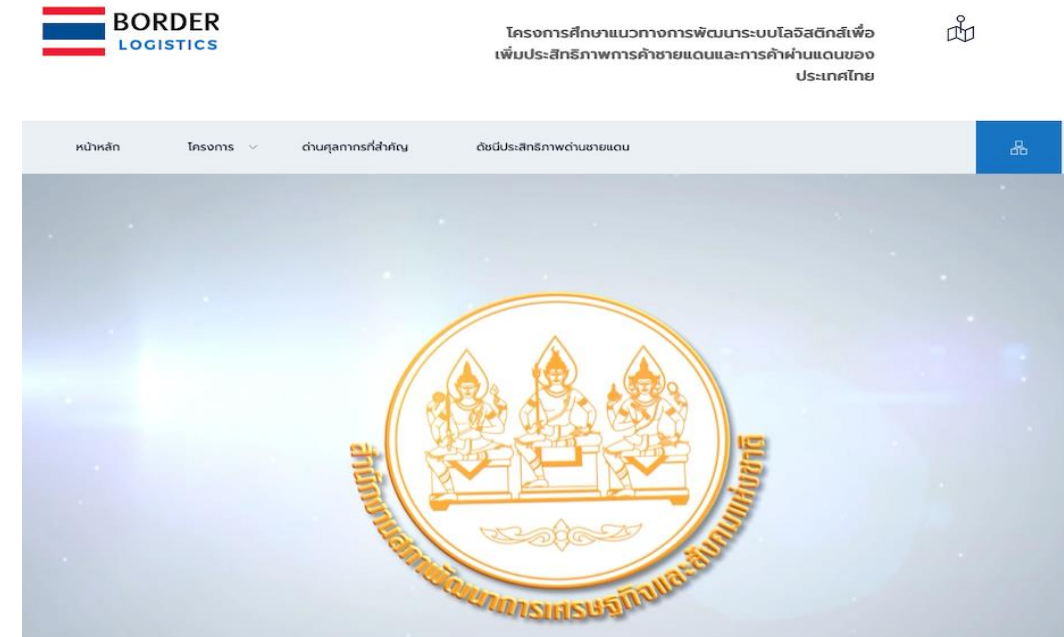 BORDER
LOGISTICS
โครงการศึกษาแนวทางการพัฒนาระบบโลจิสติกส์เพื่อ
เพิ่มประสิทธิภาพการค้าชายแดนและการค้าผ่านแดนของ
ประเทศไทย
หน้าหลัก
โครงการ
ด่านศุลกากรที่สำคัญ
ดัชนีประสิทธิภาพด่านชายแดน
สำนักงานสภาพัฒนาการเศรษฐกิจและสังคมแห่งชาติ